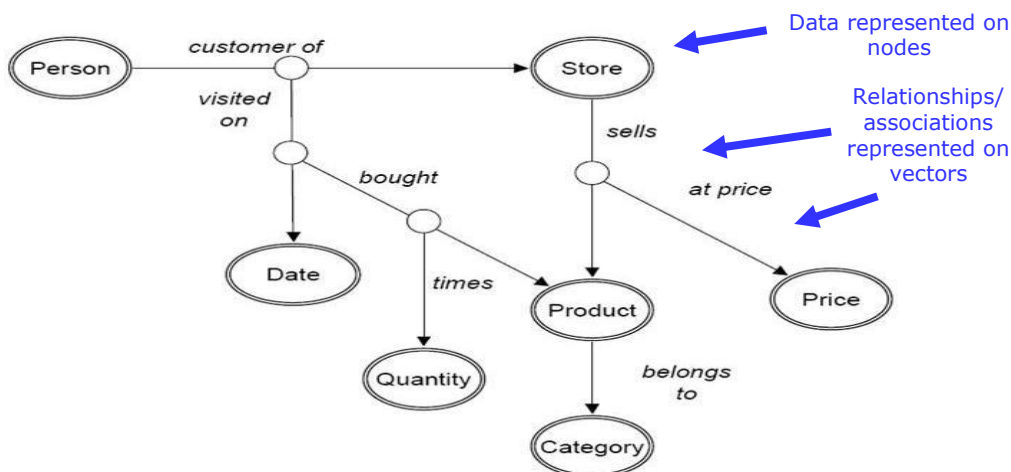 customer of
Person
Store
Data represented on
nodes
visited
on
sells
Relationships/
associations
represented on
vectors
bought
at price
Date
times
Product
Price
Quantity
belongs
to
Category